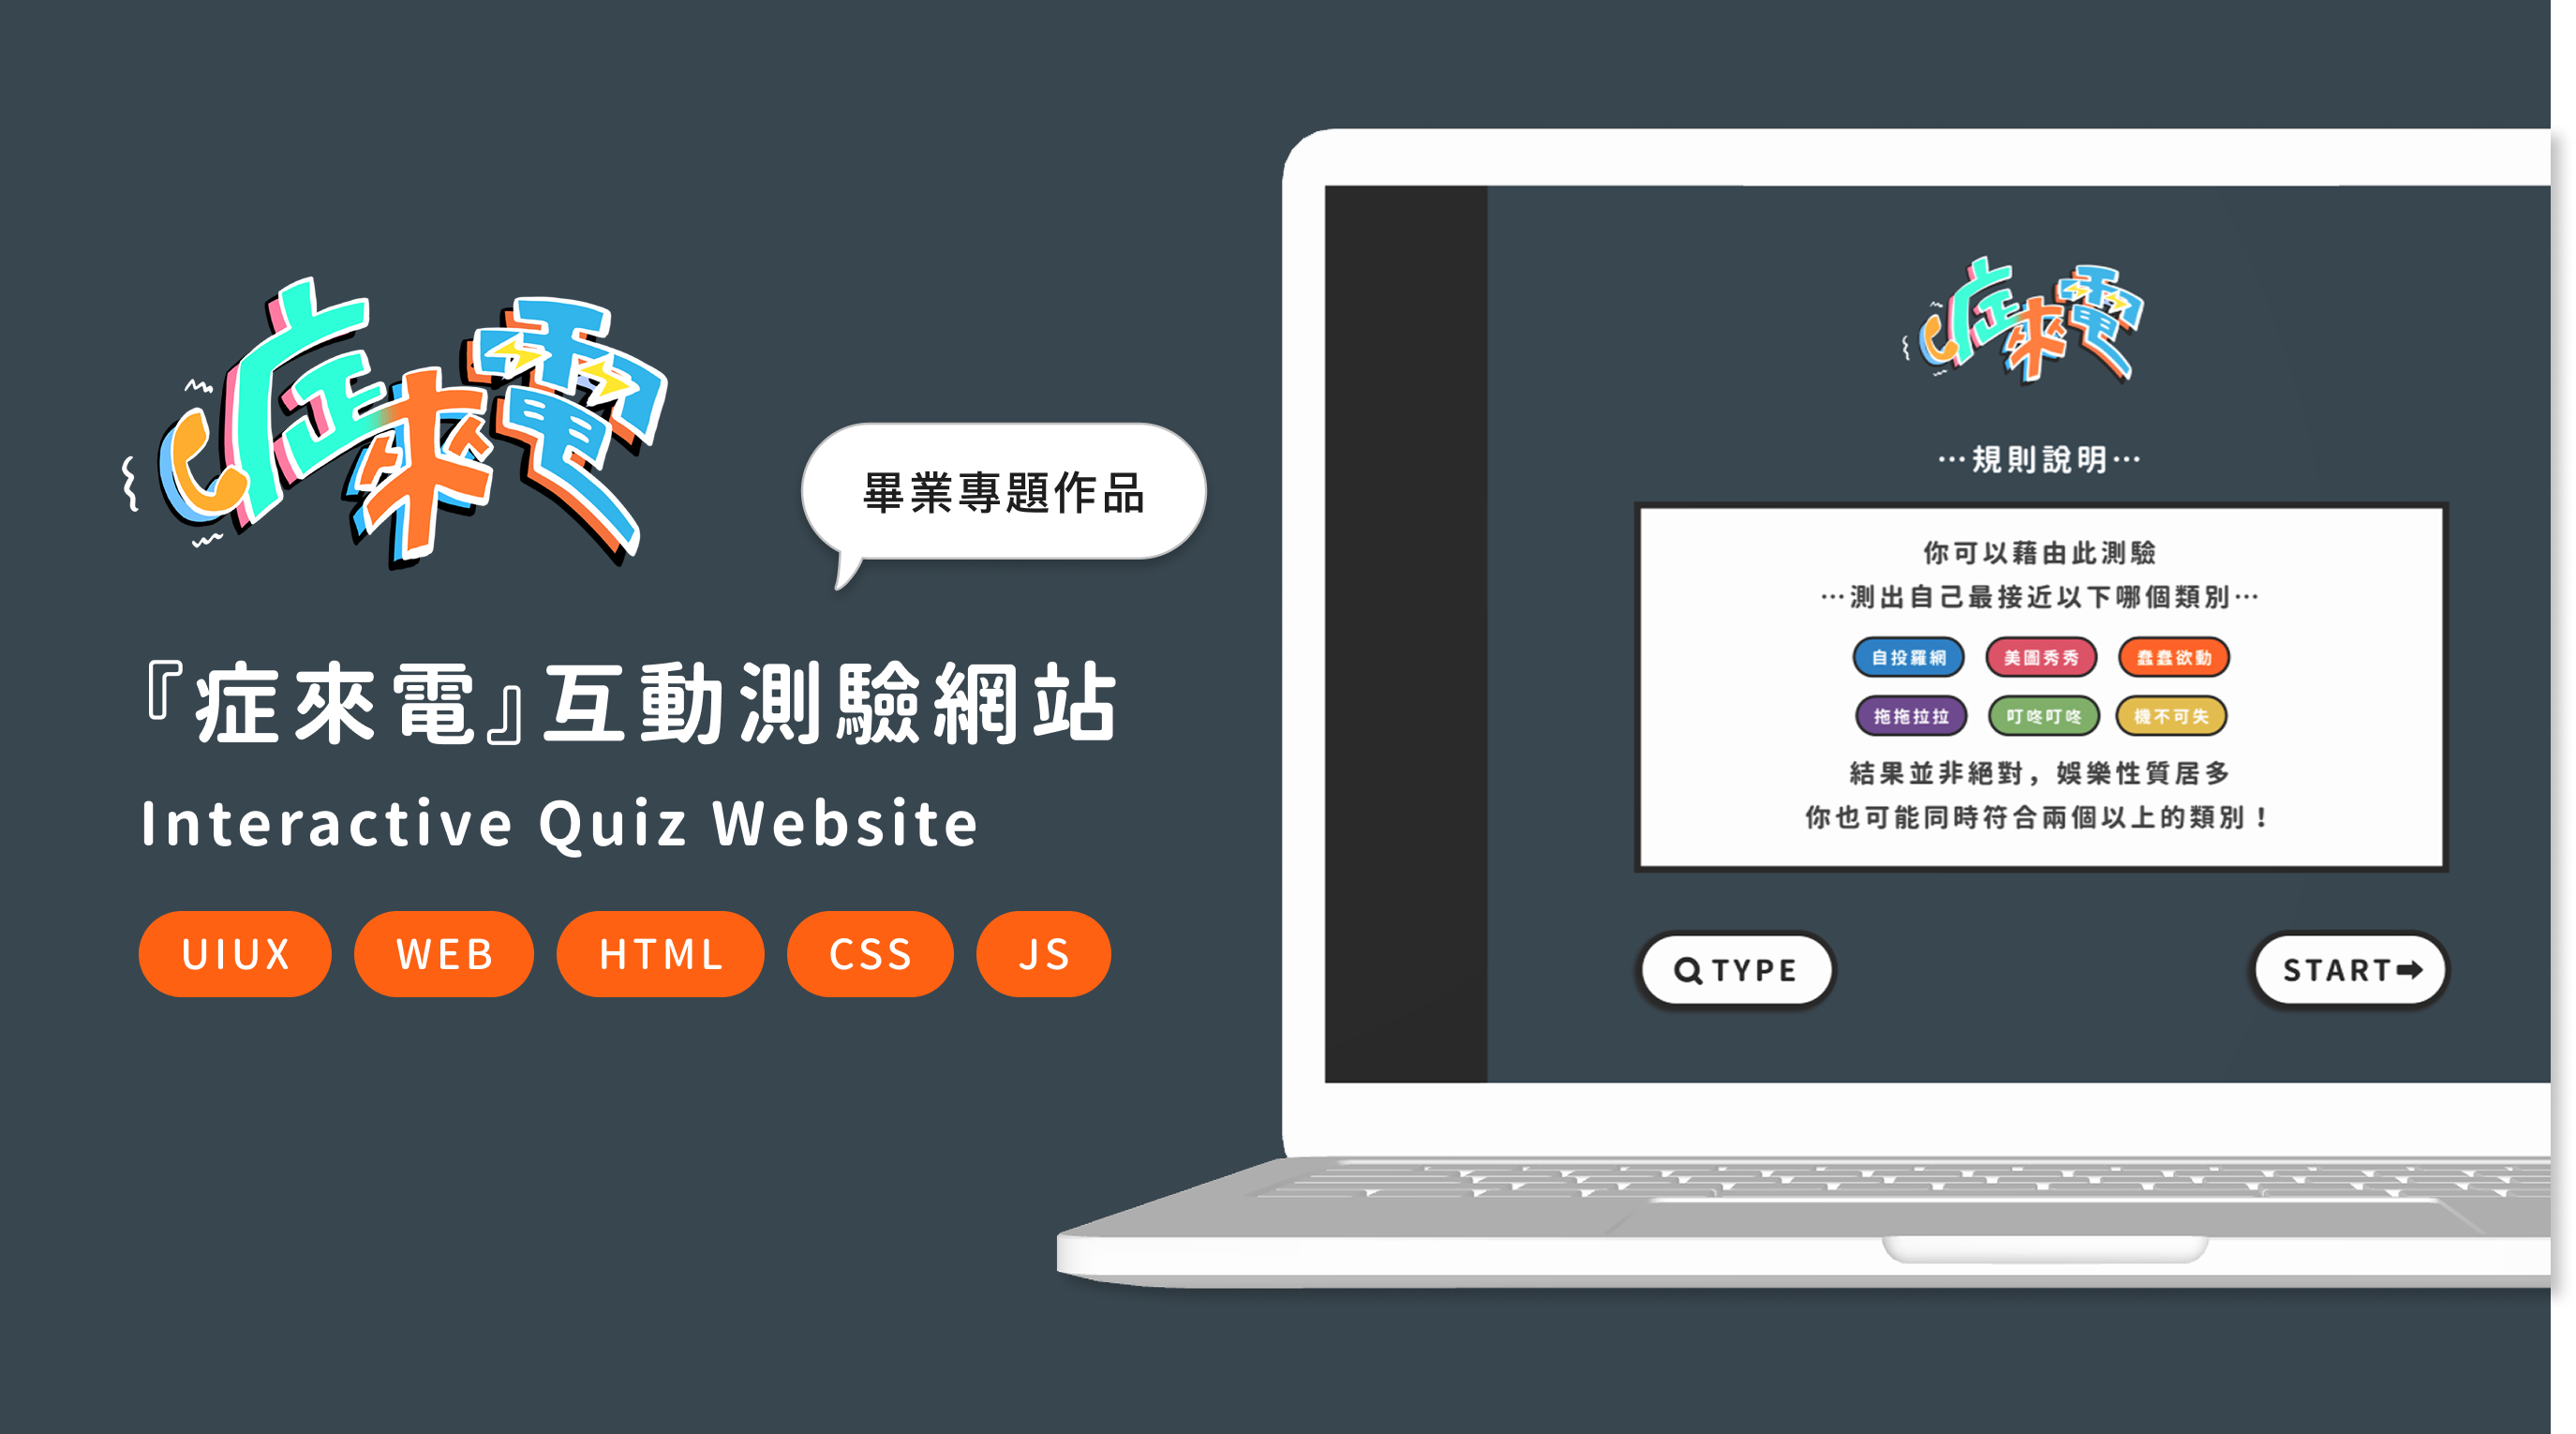 症來電
畢業專題作品
『症來電』互動測驗網站
Interactive Quiz Website
UIUX WEB HTML CSS JS
症來電
…規則說明…
你可以藉由此測驗
…測出自己最接近以下哪個類別…
自投羅網 美圖秀秀 蠢蠢欲動
拖拖拉拉 叮咚叮咚 機不可失
結果並非絕對，娛樂性質居多
你也可能同時符合兩個以上的類別！
TYPE START